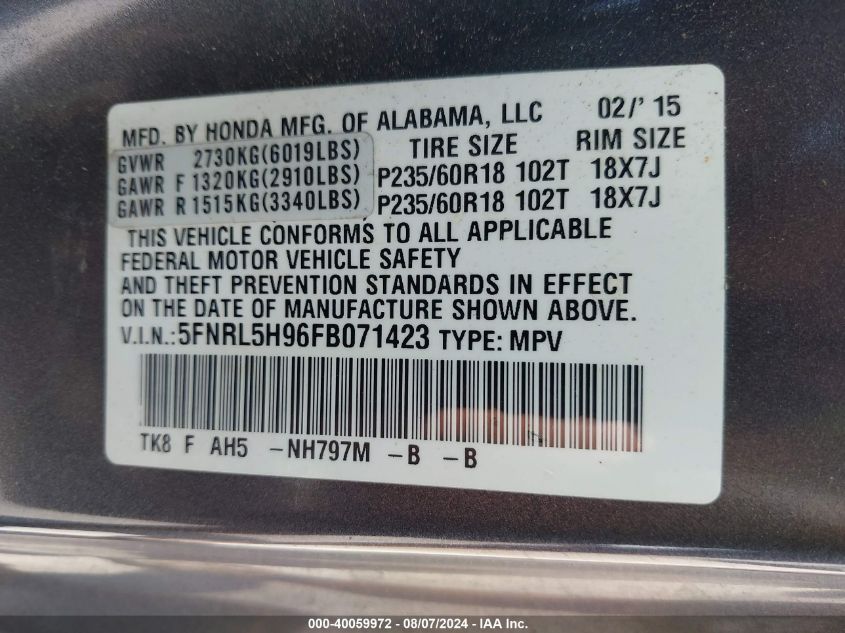 MFD. BY HONDA MFG. OF ALABAMA, LLC 02/'15
GVWR 2730KG(6019LBS) TIRE SIZE RIM SIZE
GAWR F 1320KG(2910LBS) P235/60R18 102T 18X7J
GAWR R 1515KG(3340LBS) P235/60R18 102T 18X7J
THIS VEHICLE CONFORMS TO ALL APPLICABLE
FEDERAL MOTOR VEHICLE SAFETY
AND THEFT PREVENTION STANDARDS IN EFFECT
ON THE DATE OF MANUFACTURE SHOWN ABOVE.
V.I.N.:5FNRL5H96FB071423 TYPE: MPV
TK8 F AH5 -NH797M -B -B
000-40059972 - 08/07/2024 - IAA Inc.